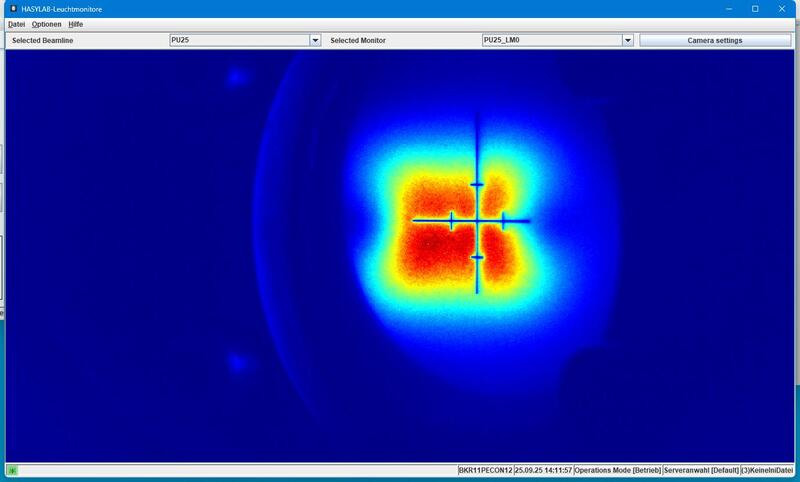 HASYLAB-Leuchtmonitore
Datei Optionen Hilfe
Selected Beamline PU25 Selected Monitor PU25_LM0 Camera settings
BKR11PECON12 25.09.25 14:11:57 Operations Mode [Betrieb] Serveranwahl [Default] (3)KeineIniDatei